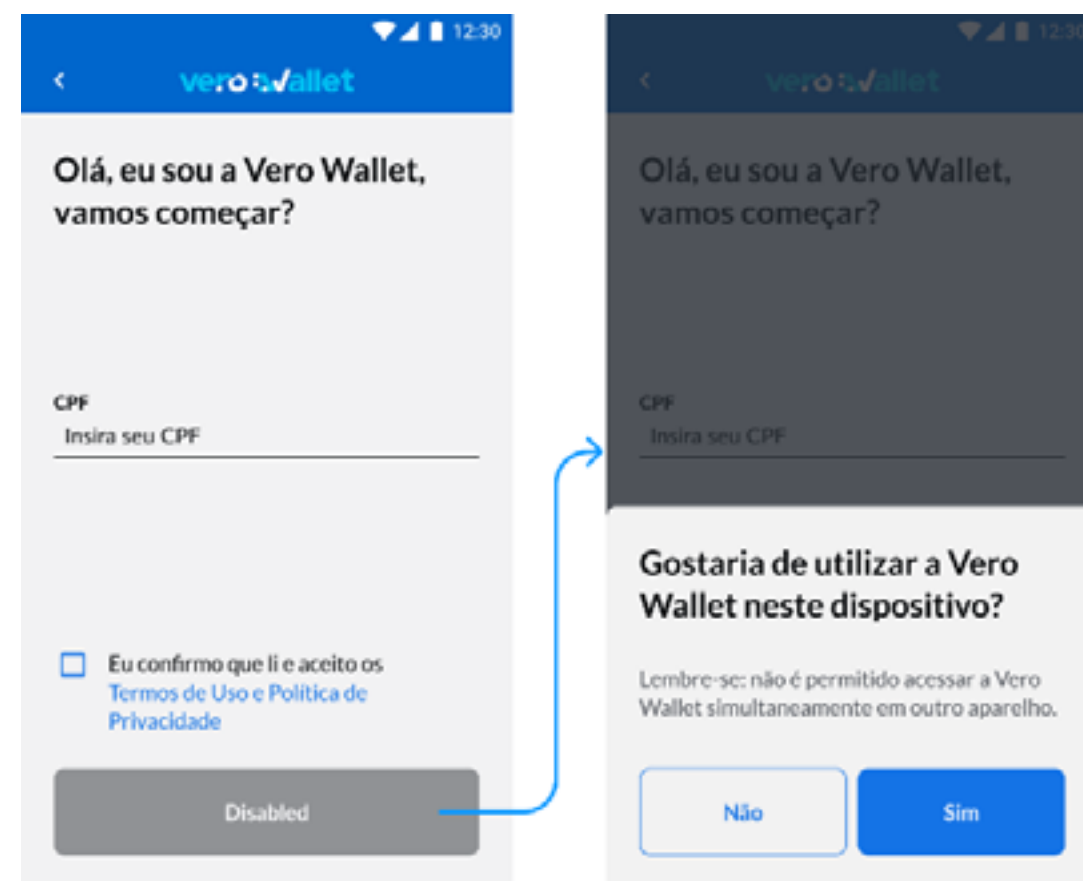 12:30
vero wallet
Olá, eu sou a Vero Wallet,
vamos começar?
CPF
Insira seu CPF
Eu confirmo que li e aceito os
Termos de Uso e Política de
Privacidade
Disabled
12:30
vero wallet
Olá, eu sou a Vero Wallet,
vamos começar?
CPF
Insira seu CPF
Gostaria de utilizar a Vero
Wallet neste dispositivo?
Lembre-se: não é permitido acessar a Vero
Wallet simultaneamente em outro aparelho.
Não
Sim